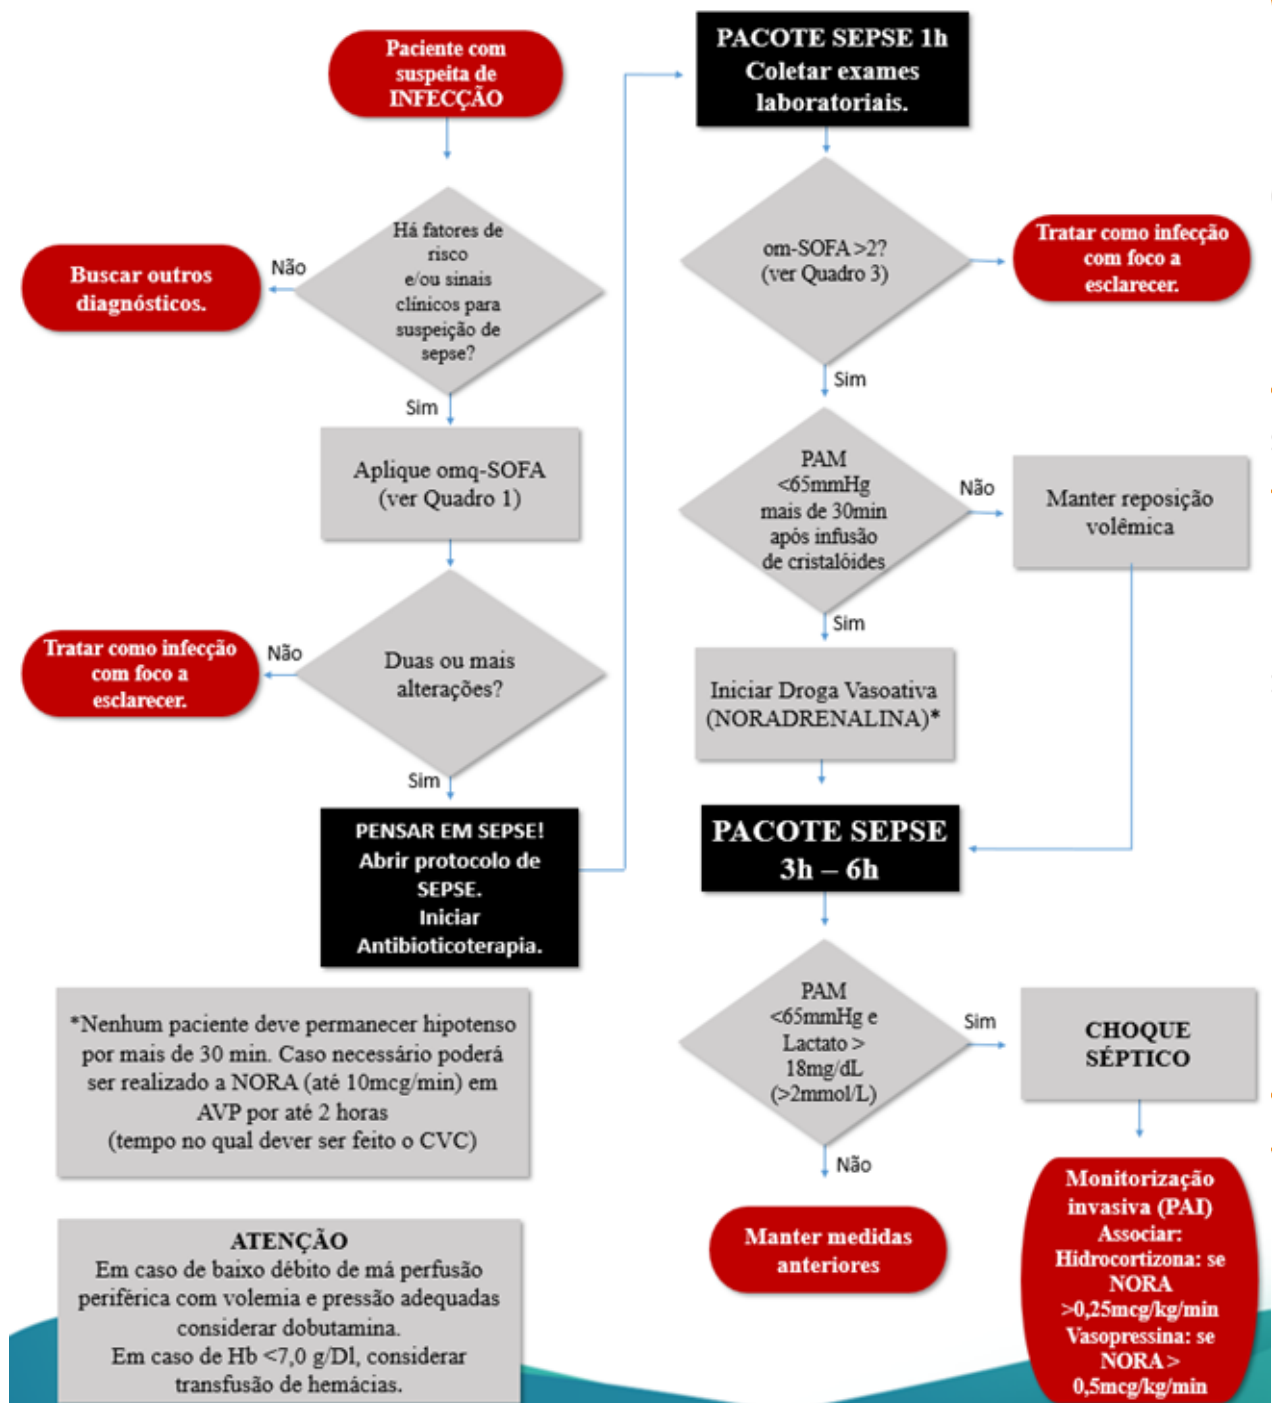 Paciente com
suspeita de
INFECÇÃO
Há fatores de
risco
e/ou sinais
clínicos para
suspeição de
sepse?
Não
Buscar outros
diagnósticos.
Sim
Aplique omq-SOFA
(ver Quadro 1)
Duas ou mais
alterações?
Não
Tratar como infecção
com foco a
esclarecer.
Sim
PENSAR EM SEPSE!
Abrir protocolo de
SEPSE.
Iniciar
Antibioticoterapia.
*Nenhum paciente deve permanecer hipotenso
por mais de 30 min. Caso necessário poderá
ser realizado a NORA (até 10mcg/min) em
AVP por até 2 horas
(tempo no qual dever ser feito o CVC)
ATENÇÃO
Em caso de baixo débito de má perfusão
periférica com volemia e pressão adequadas
considerar dobutamina.
Em caso de Hb <7,0 g/Dl, considerar
transfusão de hemácias.
PACOTE SEPSE 1h
Coletar exames
laboratoriais.
om-SOFA >2?
(ver Quadro 3)
Tratar como infecção
com foco a
esclarecer.
Sim
PAM
<65mmHg
mais de 30min
após infusão
de cristalóides
Não
Manter reposição
volêmica
Sim
Iniciar Droga Vasoativa
(NORADRENALINA)*
PACOTE SEPSE
3h – 6h
PAM
<65mmHg e
Lactato >
18mg/dL
(>2mmol/L)
Sim
CHOQUE
SÉPTICO
Não
Manter medidas
anteriores
Monitorização
invasiva (PAI)
Associar:
Hidrocortizona: se
NORA
>0,25mcg/kg/min
Vasopressina: se
NORA >
0,5mcg/kg/min